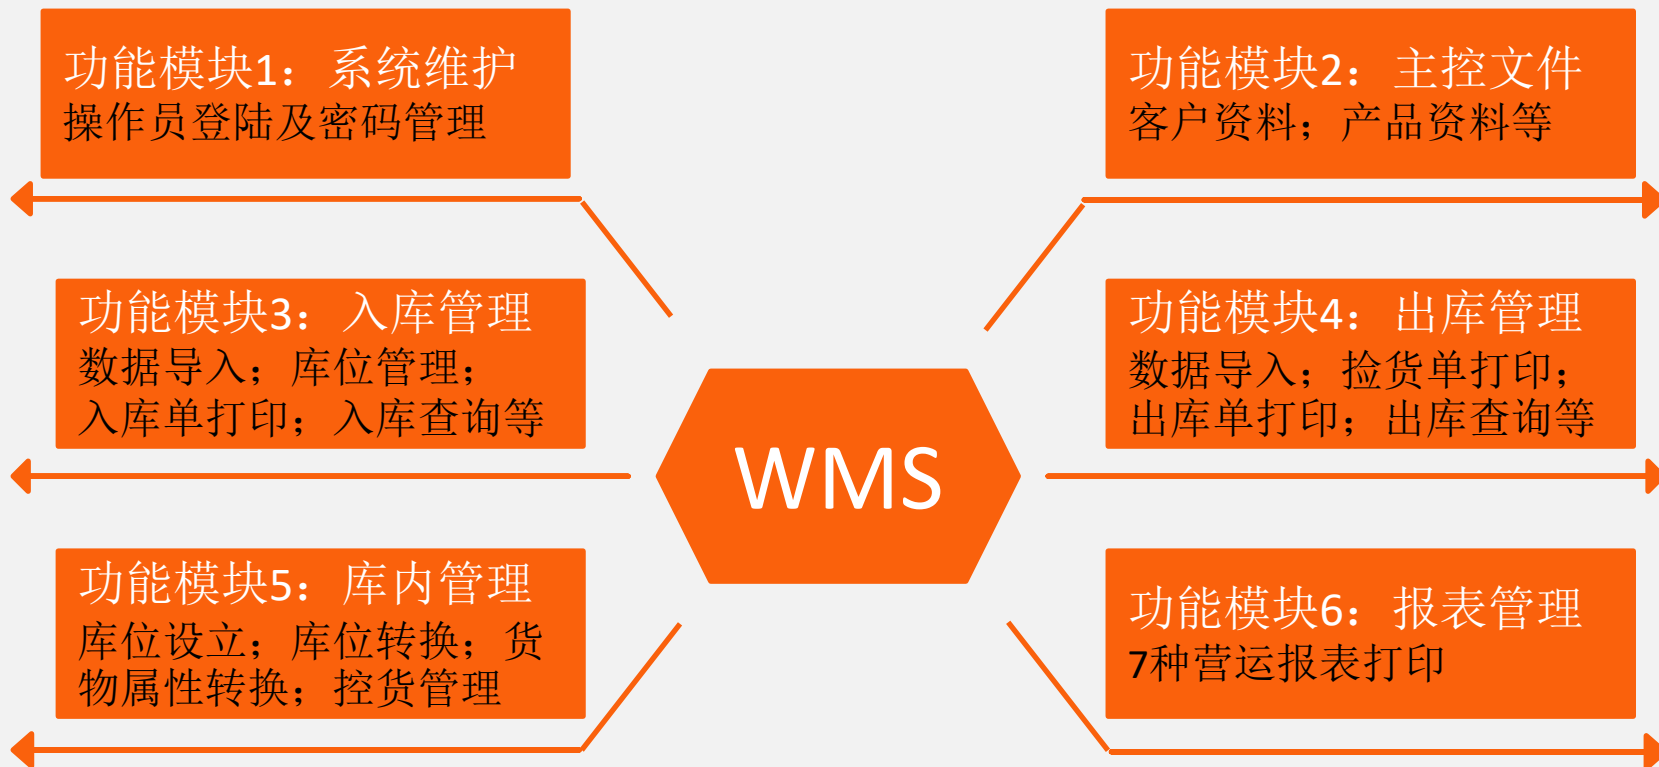 功能模块1：系统维护
操作员登陆及密码管理
功能模块2：主控文件
客户资料；产品资料等
功能模块3：入库管理
数据导入；库位管理；
入库单打印；入库查询等
功能模块4：出库管理
数据导入；捡货单打印；
出库单打印；出库查询等
WMS
功能模块5：库内管理
库位设立；库位转换；货
物属性转换；控货管理
功能模块6：报表管理
7种营运报表打印